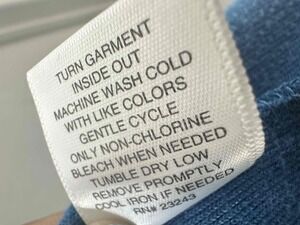 TURN GARMENT
INSIDE OUT
MACHINE WASH COLD
WITH LIKE COLORS
GENTLE CYCLE
ONLY NON-CHLORINE
BLEACH WHEN NEEDED
TUMBLE DRY LOW
REMOVE PROMPTLY
COOL IRON IF NEEDED
RN# 23243